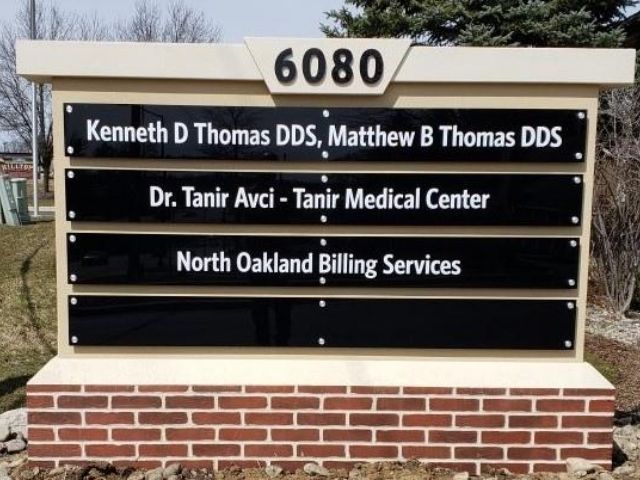 6080
Kenneth D Thomas DDS, Matthew B Thomas DDS
Dr. Tanir Avci - Tanir Medical Center
North Oakland Billing Services